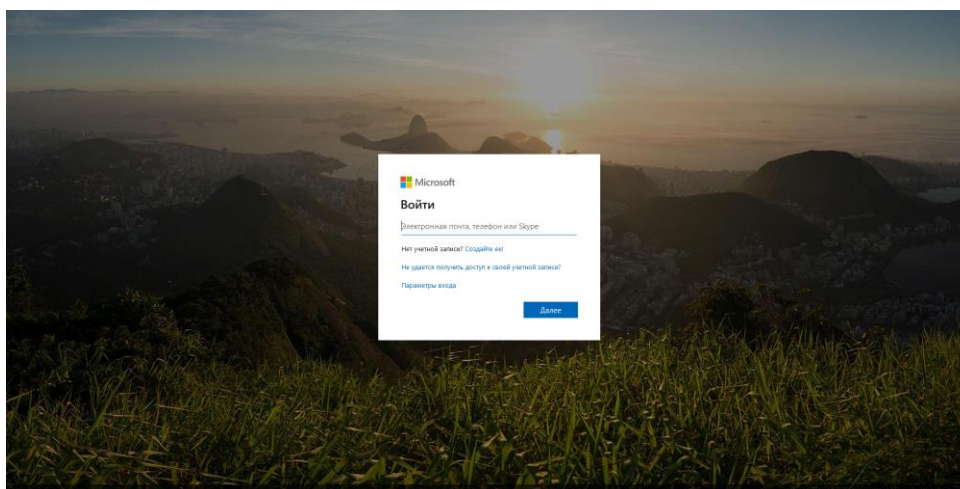 Microsoft
Войти
Электронная почта, телефон или Skype
Нет учетной записи? Создайте ее!
Не удается получить доступ к своей учетной записи?
Параметры входа
Далее